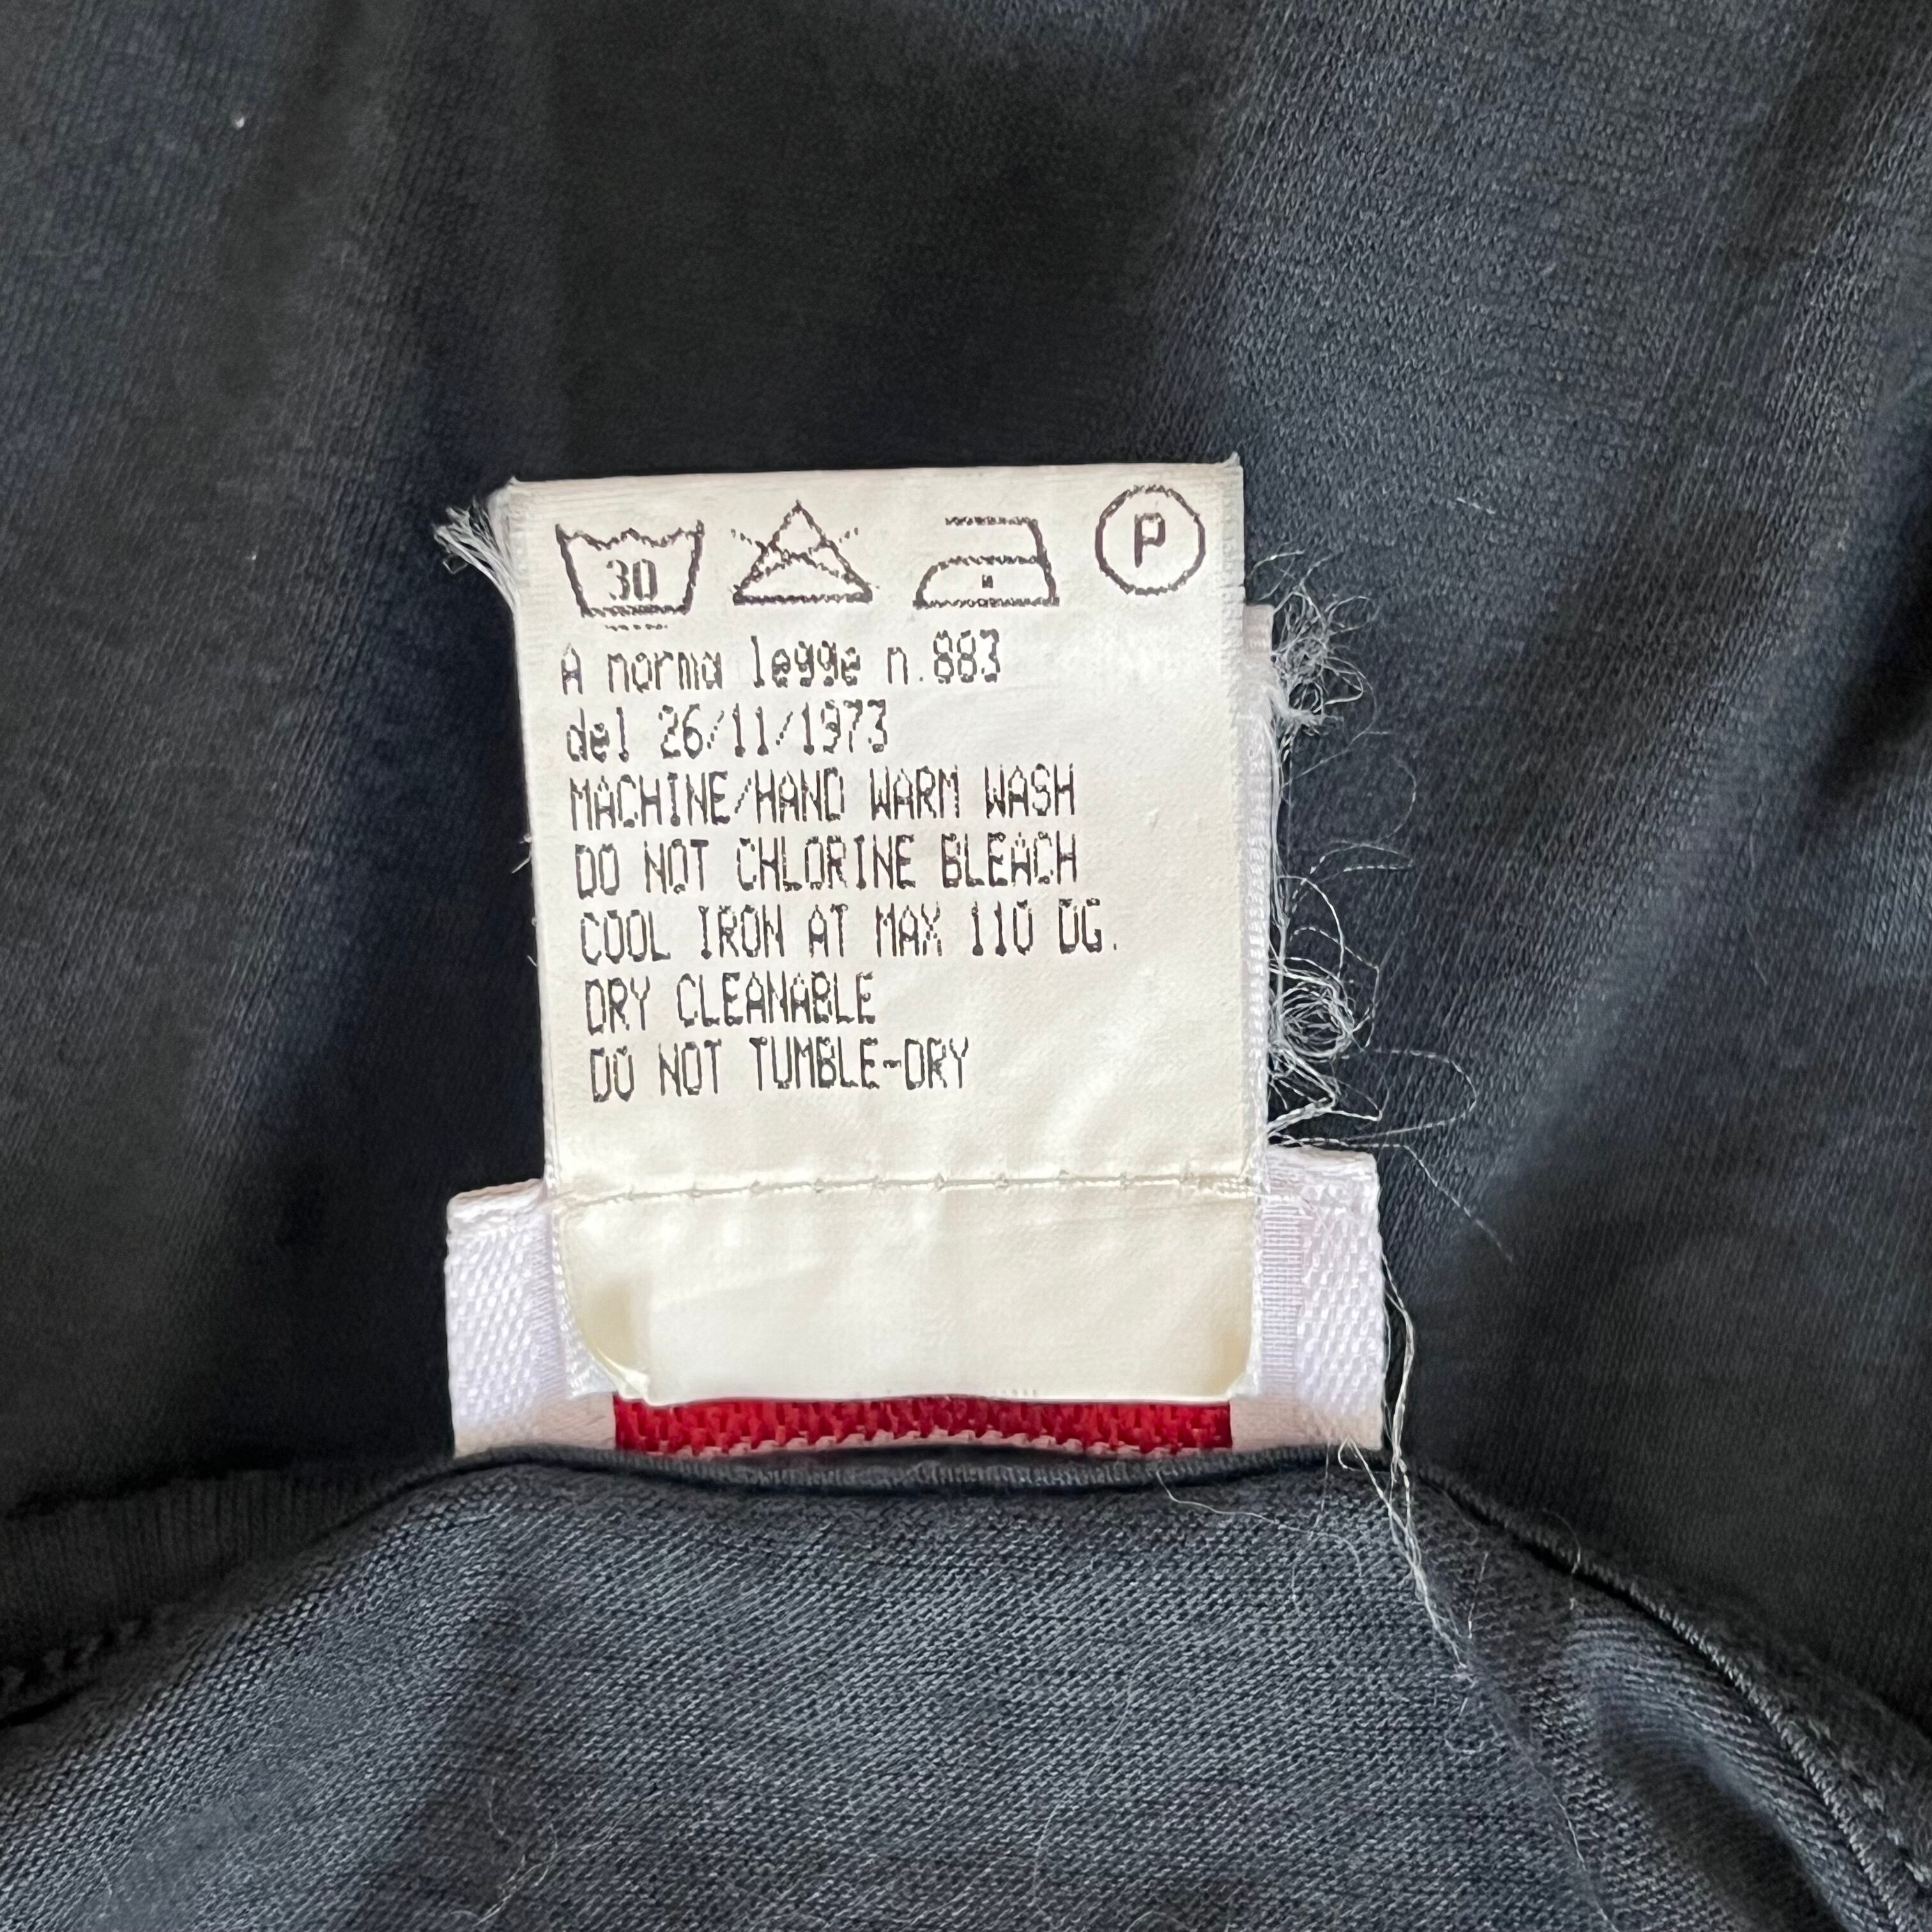 30 P
A norma legge n.883
del 26/11/1973
MACHINE/HAND WARM WASH
DO NOT CHLORINE BLEACH
COOL IRON AT MAX 110 DG.
DRY CLEANABLE
DO NOT TUMBLE-DRY